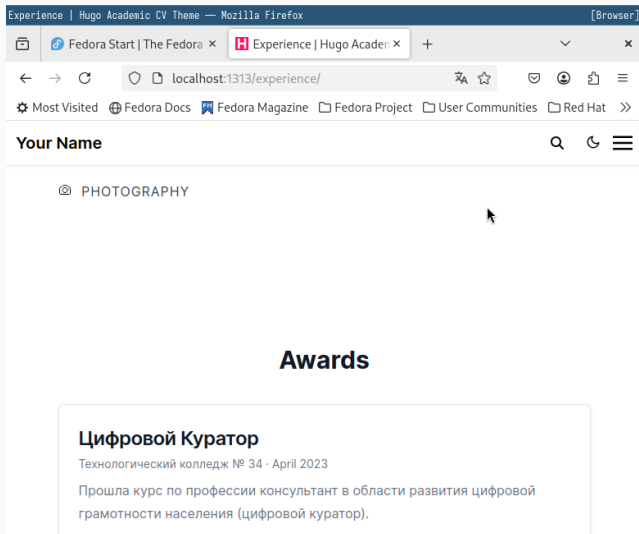 Experience | Hugo Academic CV Theme — Mozilla Firefox [Browser]
Fedora Start | The Fedora × Experience | Hugo Academ × +
localhost:1313/experience/
Most Visited Fedora Docs Fedora Magazine Fedora Project User Communities Red Hat
Your Name
PHOTOGRAPHY
Awards
Цифровой Куратор
Технологический колледж № 34 · April 2023
Прошла курс по профессии консультант в области развития цифровой
грамотности населения (цифровой куратор).